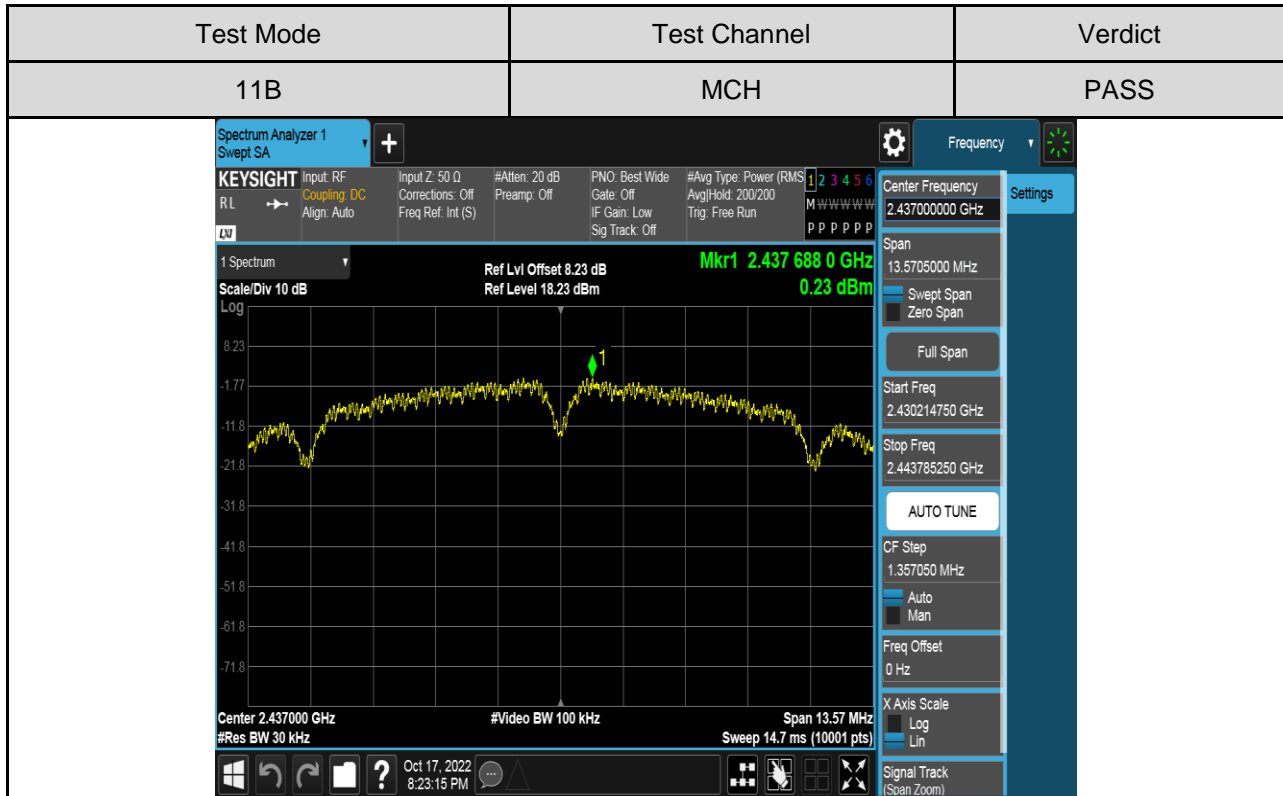 Test Mode Test Channel Verdict
11B MCH PASS
Spectrum Analyzer 1
Swept SA
+
Frequency
KEYSIGHT
RL
LXI
Input: RF
Coupling: DC
Align: Auto
Input Z: 50 Ω
Corrections: Off
Freq Ref: Int (S)
#Atten: 20 dB
Preamp: Off
PNO: Best Wide
Gate: Off
IF Gain: Low
Sig Track: Off
#Avg Type: Power (RMS
Avg|Hold: 200/200
Trig: Free Run
1 2 3 4 5 6
M W W W W W
P P P P P P
1 Spectrum
Scale/Div 10 dB
Log
Ref Lvl Offset 8.23 dB
Ref Level 18.23 dBm
Mkr1 2.437 688 0 GHz
0.23 dBm
8.23
-1.77
-11.8
-21.8
-31.8
-41.8
-51.8
-61.8
-71.8
1
Center 2.437000 GHz
#Res BW 30 kHz
#Video BW 100 kHz
Span 13.57 MHz
Sweep 14.7 ms (10001 pts)
Oct 17, 2022
8:23:15 PM
?
Center Frequency
2.437000000 GHz
Settings
Span
13.5705000 MHz
Swept Span
Zero Span
Full Span
Start Freq
2.430214750 GHz
Stop Freq
2.443785250 GHz
AUTO TUNE
CF Step
1.357050 MHz
Auto
Man
Freq Offset
0 Hz
X Axis Scale
Log
Lin
Signal Track
(Span Zoom)